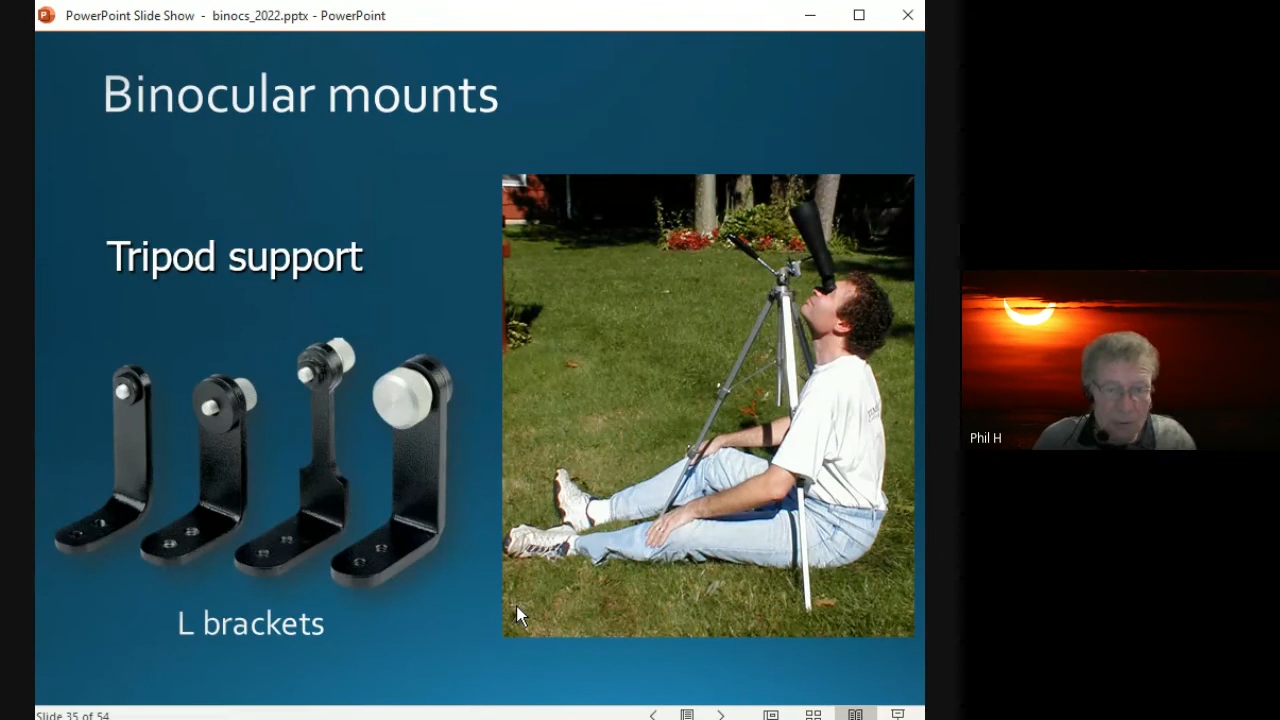 PowerPoint Slide Show - binocs_2022.pptx - PowerPoint
Binocular mounts
Tripod support
L brackets
Phil H
Slide 35 of 54